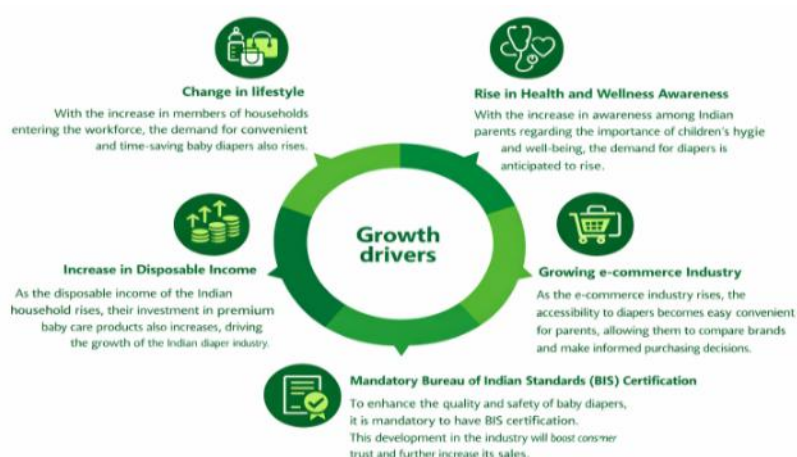 Change in lifestyle
With the increase in members of households
entering the workforce, the demand for convenient
and time-saving baby diapers also rises.
Rise in Health and Wellness Awareness
With the increase in awareness among Indian
parents regarding the importance of children's hygie
and well-being, the demand for diapers is
anticipated to rise.
Growth
drivers
Increase in Disposable Income
As the disposable income of the Indian
household rises, their investment in premium
baby care products also increases, driving
the growth of the Indian diaper industry.
Growing e-commerce Industry
As the e-commerce industry rises, the
accessibility to diapers becomes easy convenient
for parents, allowing them to compare brands
and make informed purchasing decisions.
Mandatory Bureau of Indian Standards (BIS) Certification
To enhance the quality and safety of baby diapers,
it is mandatory to have BIS certification.
This development in the industry will boost
trust and further increase its sales.